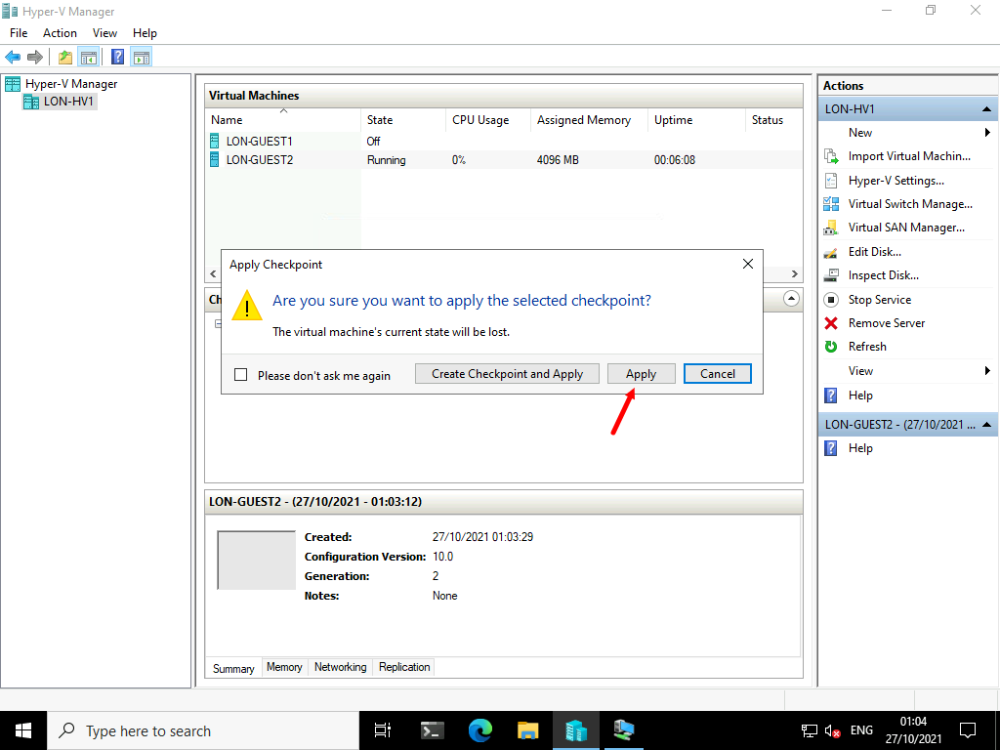 Hyper-V Manager
File Action View Help
Hyper-V Manager
LON-HV1
Virtual Machines
Name State CPU Usage Assigned Memory Uptime Status
LON-GUEST1 Off
LON-GUEST2 Running 0% 4096 MB 00:06:08
Ch
Apply Checkpoint
Are you sure you want to apply the selected checkpoint?
The virtual machine's current state will be lost.
Please don't ask me again
Create Checkpoint and Apply
Apply
Cancel
LON-GUEST2 - (27/10/2021 - 01:03:12)
Created: 27/10/2021 01:03:29
Configuration Version: 10.0
Generation: 2
Notes: None
Summary Memory Networking Replication
Actions
LON-HV1
New
Import Virtual Machin...
Hyper-V Settings...
Virtual Switch Manage...
Virtual SAN Manager...
Edit Disk...
Inspect Disk...
Stop Service
Remove Server
Refresh
View
Help
LON-GUEST2 - (27/10/2021 ...
Help
Type here to search
ENG
01:04
27/10/2021